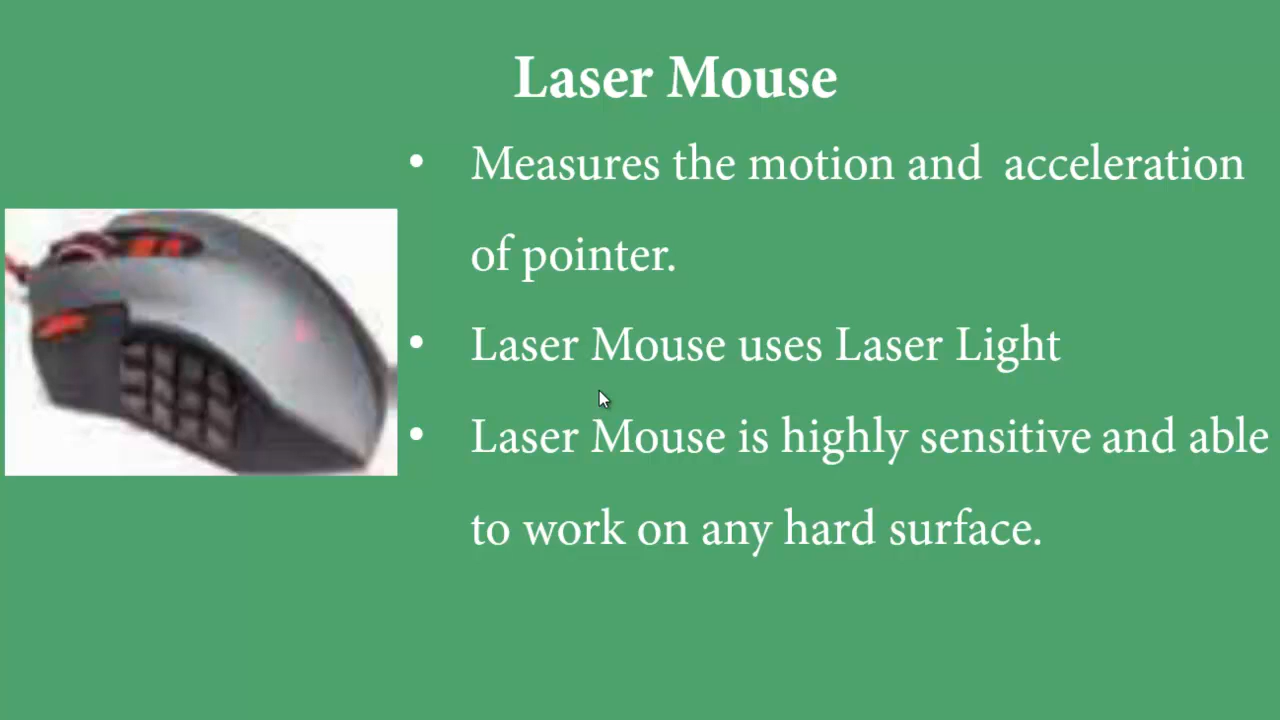 Laser Mouse
• Measures the motion and acceleration
of pointer.
• Laser Mouse uses Laser Light
• Laser Mouse is highly sensitive and able
to work on any hard surface.